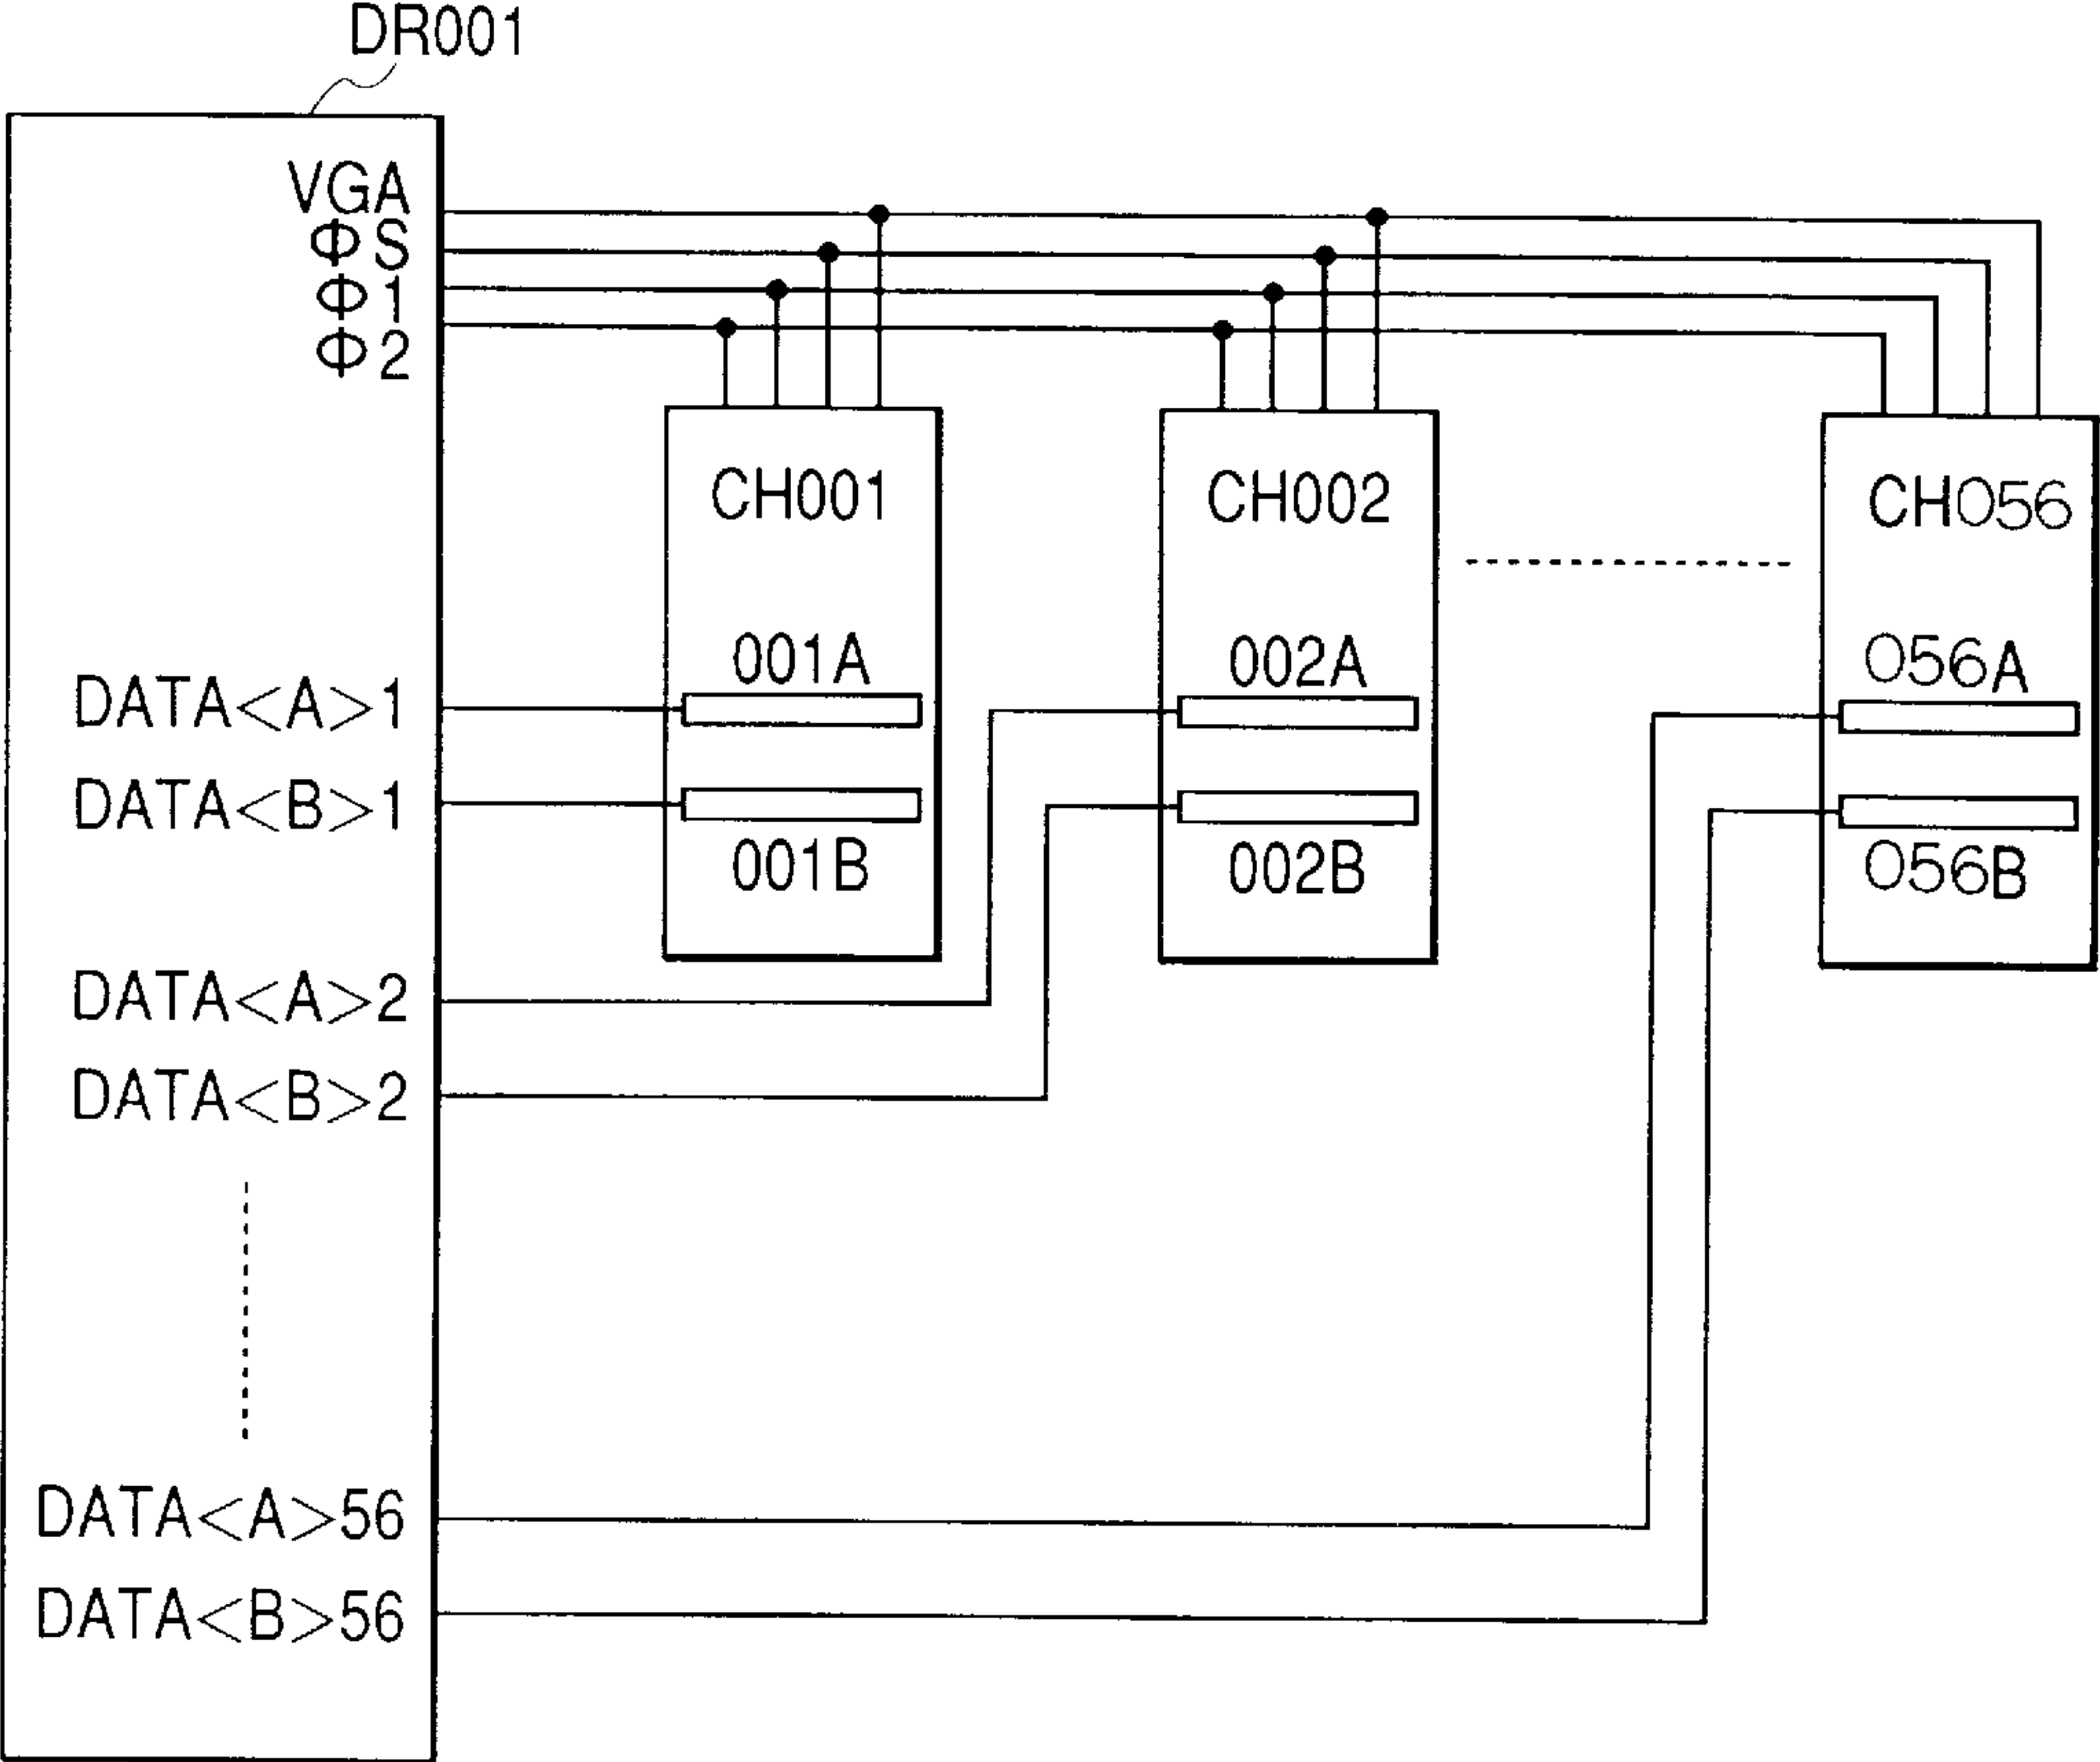 DR001
VGA
ΦS
Φ1
Φ2
CH001
CH002
CH056
001A
002A
056A
DATA<A>1
DATA<B>1
001B
002B
056B
DATA<A>2
DATA<B>2
DATA<A>56
DATA<B>56